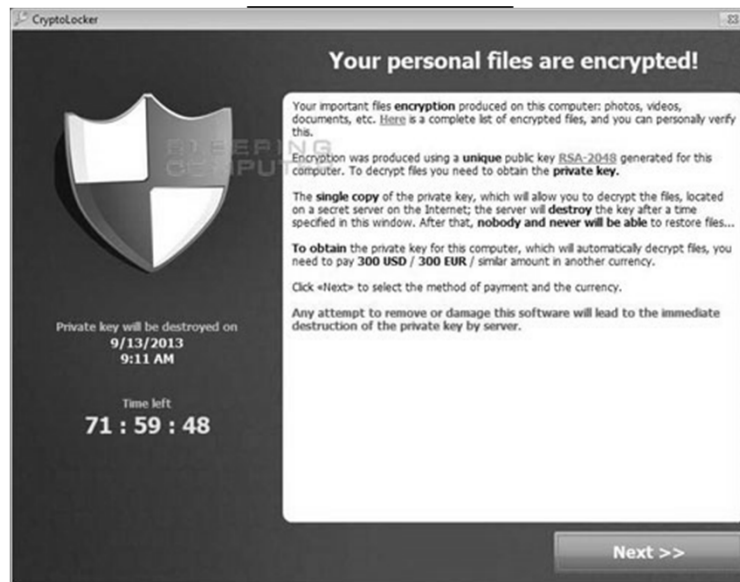 CryptoLocker
Your personal files are encrypted!
Your important files encryption produced on this computer: photos, videos,
documents, etc. Here is a complete list of encrypted files, and you can personally verify
this.
Encryption was produced using a unique public key RSA-2048 generated for this
computer. To decrypt files you need to obtain the private key.
The single copy of the private key, which will allow you to decrypt the files, located
on a secret server on the Internet; the server will destroy the key after a time
specified in this window. After that, nobody and never will be able to restore files...
To obtain the private key for this computer, which will automatically decrypt files, you
need to pay 300 USD / 300 EUR / similar amount in another currency.
Click «Next» to select the method of payment and the currency.
Any attempt to remove or damage this software will lead to the immediate
destruction of the private key by server.
BLEEPING
COMPUTER
Private key will be destroyed on
9/13/2013
9:11 AM
Time left
71 : 59 : 48
Next >>